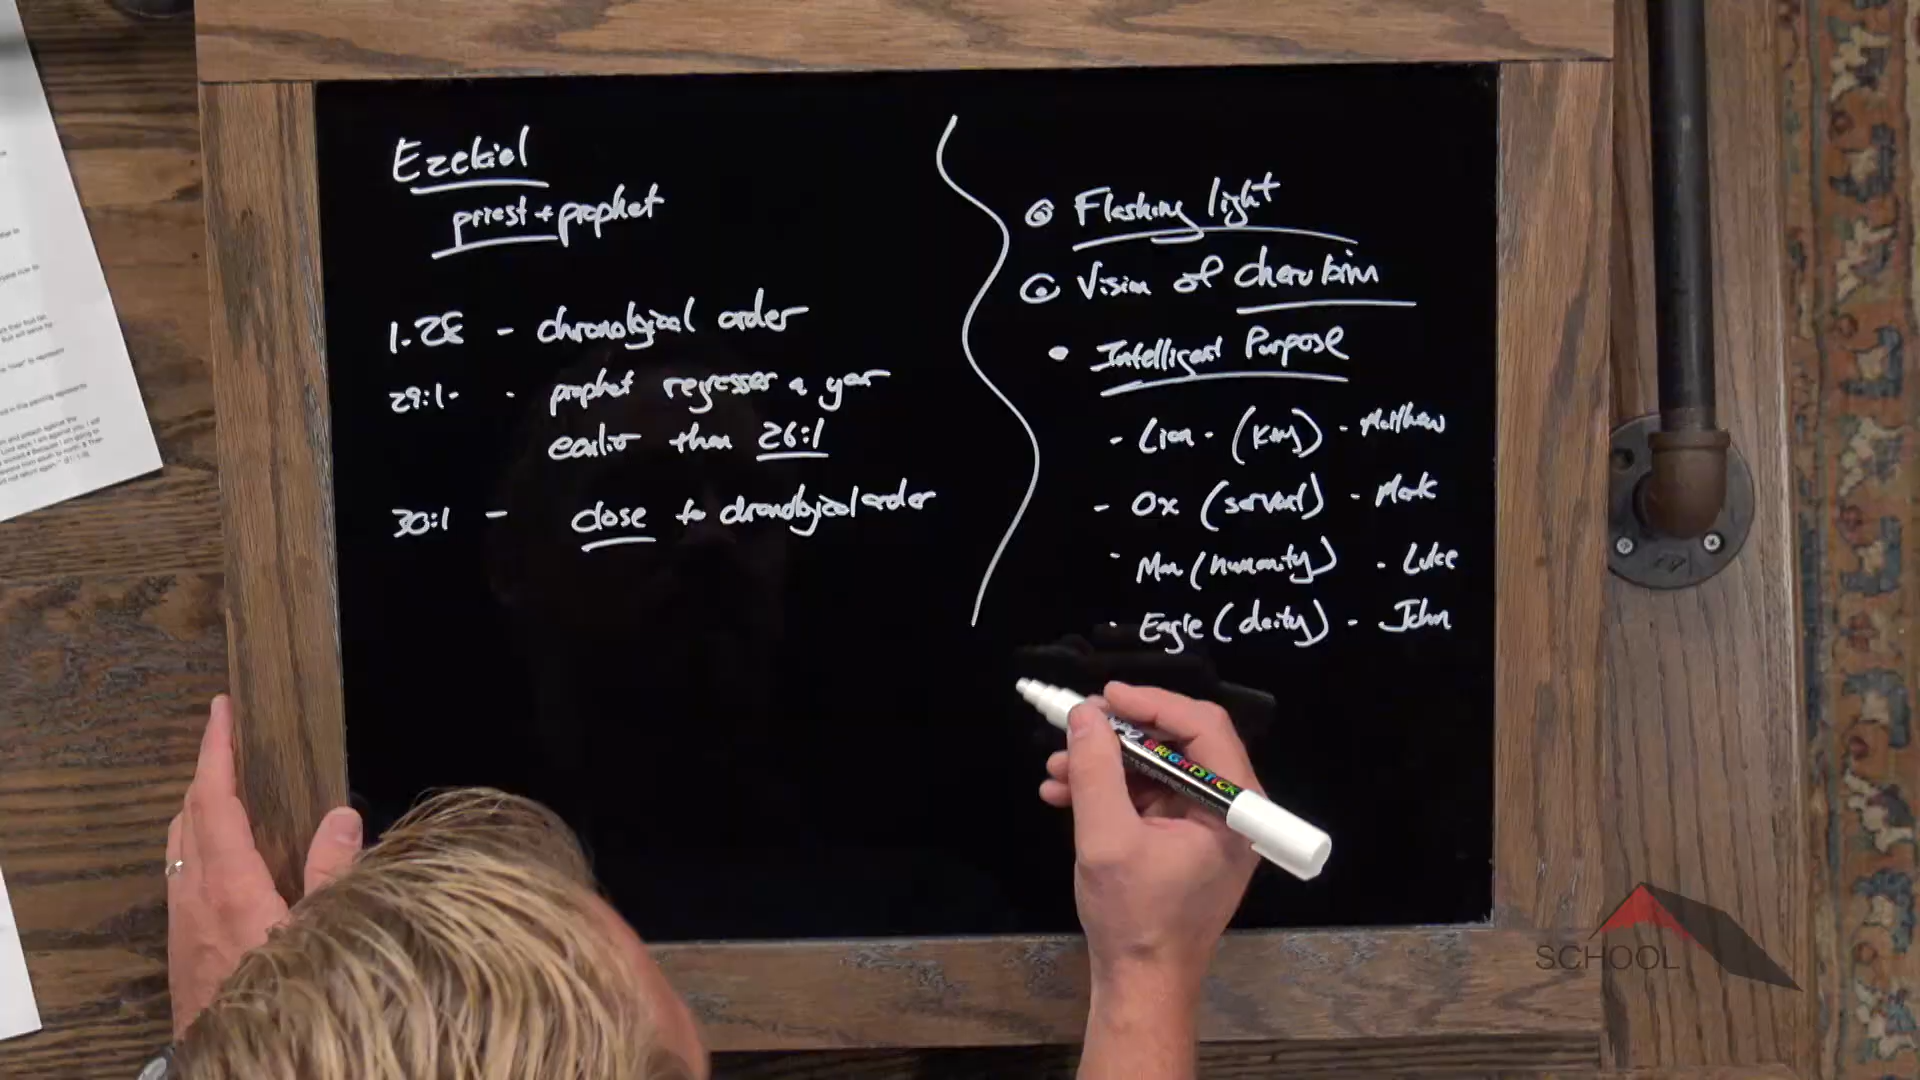 Ezekiel
priest + prophet
1-28 - chronological order
29:1- - prophet regresses a year
earlier than 26:1
30:1 - close to chronological order
Flashing light
Vision of cherubim
• Intelligent Purpose
- Lion - (King) - Matthew
- Ox (servant) - Mark
- Man (humanity) - Luke
- Eagle (deity) - John
BRIGHTSTICK
SCHOOL